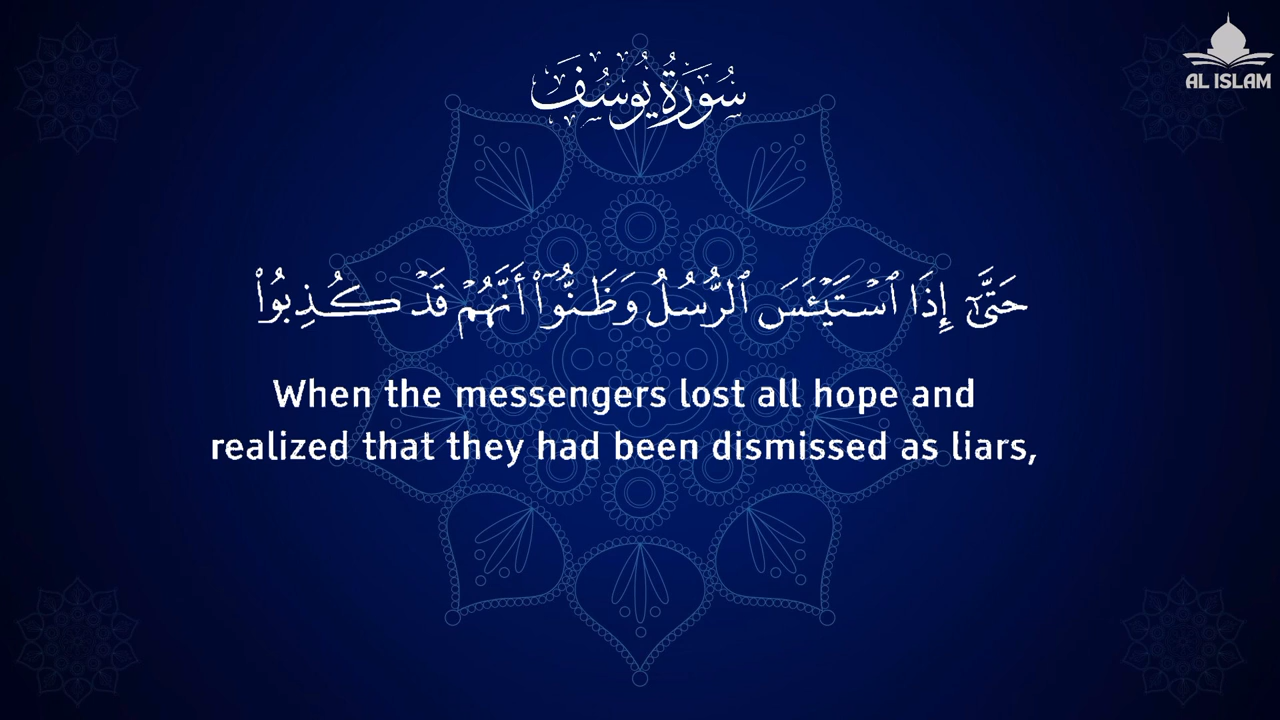 AL ISLAM
سُورَةُ يُوسُفَ
حَتَّىٰٓ إِذَا ٱسْتَيْـَٔسَ ٱلرُّسُلُ وَظَنُّوٓا۟ أَنَّهُمْ قَدْ كُذِبُوا۟
When the messengers lost all hope and
realized that they had been dismissed as liars,